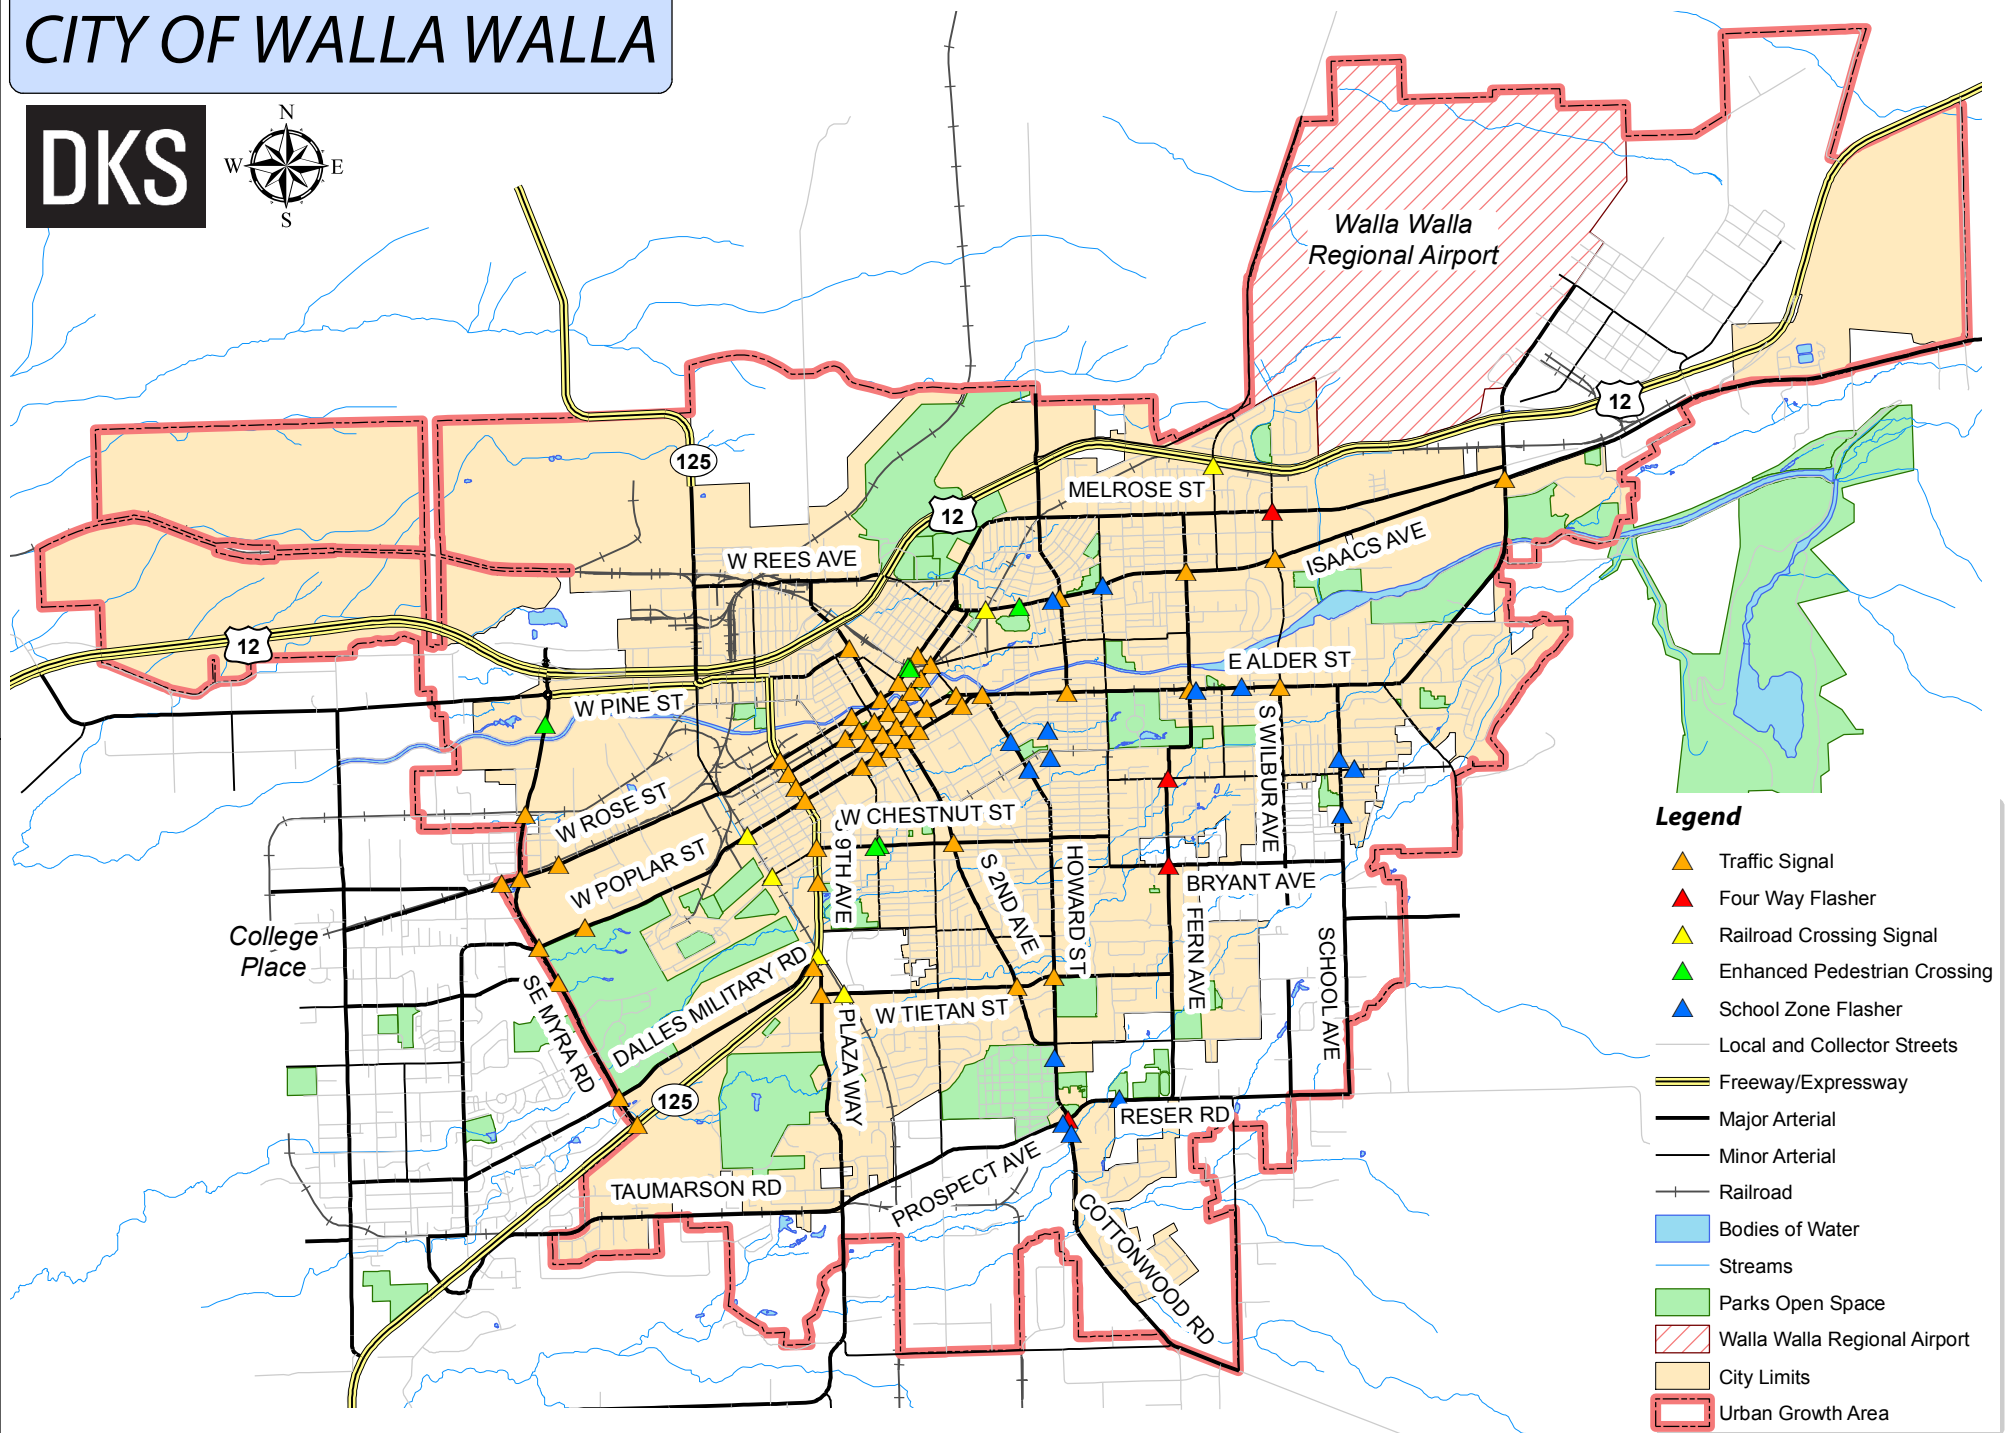 CITY OF WALLA WALLA
DKS
N
W
E
S
Walla Walla
Regional Airport
12
125
12
MELROSE ST
ISAACS AVE
W REES AVE
12
E ALDER ST
W PINE ST
S WILBUR AVE
W ROSE ST
W CHESTNUT ST
W POPLAR ST
S 9TH AVE
S 2ND AVE
HOWARD ST
BRYANT AVE
FERN AVE
SCHOOL AVE
College
Place
SE MYRA RD
DALLES MILITARY RD
W TIETAN ST
PLAZA WAY
125
RESER RD
PROSPECT AVE
TAUMARSON RD
COTTONWOOD RD
Legend
Traffic Signal
Four Way Flasher
Railroad Crossing Signal
Enhanced Pedestrian Crossing
School Zone Flasher
Local and Collector Streets
Freeway/Expressway
Major Arterial
Minor Arterial
Railroad
Bodies of Water
Streams
Parks Open Space
Walla Walla Regional Airport
City Limits
Urban Growth Area